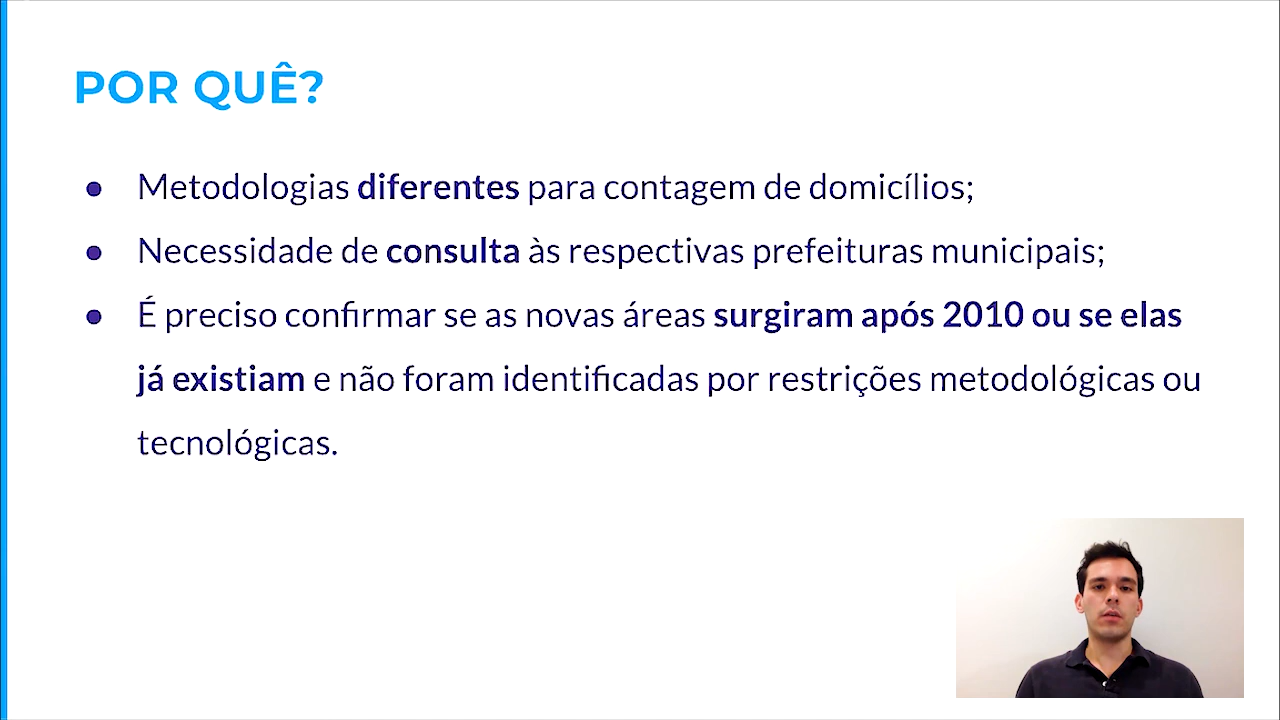 POR QUÊ?
● Metodologias diferentes para contagem de domicílios;
● Necessidade de consulta às respectivas prefeituras municipais;
● É preciso confirmar se as novas áreas surgiram após 2010 ou se elas
já existiam e não foram identificadas por restrições metodológicas ou
tecnológicas.